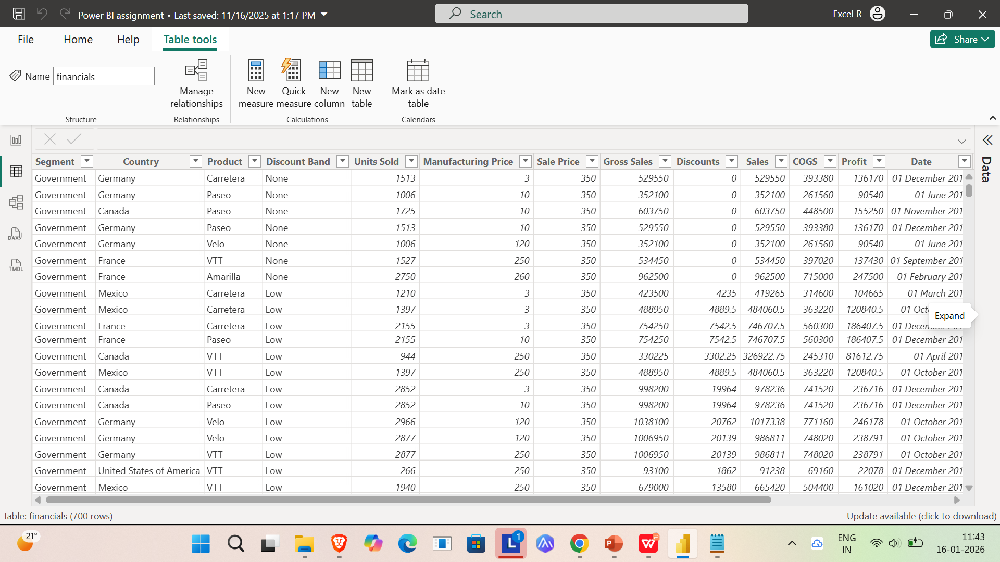 Power BI assignment • Last saved: 11/16/2025 at 1:17 PM
Search
Excel R
File Home Help Table tools
Share
Name financials
Manage relationships
New measure
Quick measure
New column
New table
Mark as date table
Structure Relationships Calculations Calendars
Segment Country Product Discount Band Units Sold Manufacturing Price Sale Price Gross Sales Discounts Sales COGS Profit Date
Government Germany Carretera None 1513 3 350 529550 0 529550 393380 136170 01 December 201
Government Germany Paseo None 1006 10 350 352100 0 352100 261560 90540 01 June 201
Government Canada Paseo None 1725 10 350 603750 0 603750 448500 155250 01 November 201
Government Germany Paseo None 1513 10 350 529550 0 529550 393380 136170 01 December 201
Government Germany Velo None 1006 120 350 352100 0 352100 261560 90540 01 June 201
Government France VTT None 1527 250 350 534450 0 534450 397020 137430 01 September 201
Government France Amarilla None 2750 260 350 962500 0 962500 715000 247500 01 February 201
Government Mexico Carretera Low 1210 3 350 423500 4235 419265 314600 104665 01 March 201
Government Mexico Carretera Low 1397 3 350 488950 4889.5 484060.5 363220 120840.5 01
Government France Carretera Low 2155 3 350 754250 7542.5 746707.5 560300 186407.5 01
Government France Paseo Low 2155 10 350 754250 7542.5 746707.5 560300 186407.5 01 December 201
Government Canada VTT Low 944 250 350 330225 3302.25 326922.75 245310 81612.75 01 April 201
Government Mexico VTT Low 1397 250 350 488950 4889.5 484060.5 363220 120840.5 01 October 201
Government Canada Carretera Low 2852 3 350 998200 19964 978236 741520 236716 01 December 201
Government Canada Paseo Low 2852 10 350 998200 19964 978236 741520 236716 01 December 201
Government Germany Velo Low 2966 120 350 1038100 20762 1017338 771160 246178 01 October 201
Government Germany Velo Low 2877 120 350 1006950 20139 986811 748020 238791 01 October 201
Government Germany VTT Low 2877 250 350 1006950 20139 986811 748020 238791 01 October 201
Government United States of America VTT Low 266 250 350 93100 1862 91238 69160 22078 01 December 201
Government Mexico VTT Low 1940 250 350 679000 13580 665420 504400 161020 01 December 201
Expand
Data
DAX
TMDL
Table: financials (700 rows)
Update available (click to download)
21°
L 1
P
W P
ENG
IN
11:43
16-01-2026